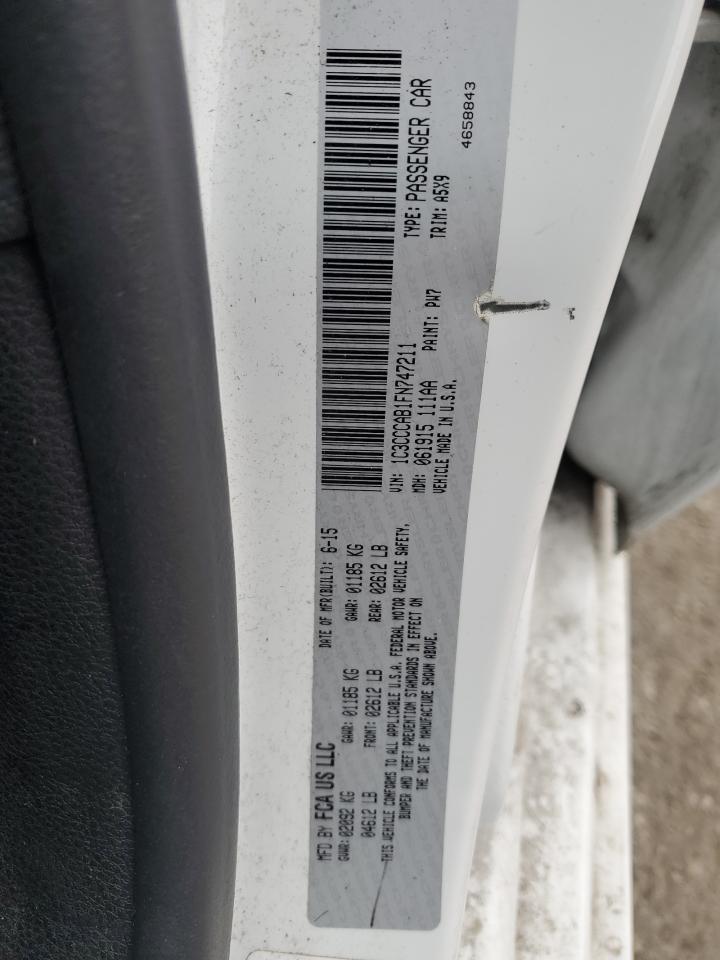 MFD BY FCA US LLC
DATE OF MFR(BUILT): 6-15
GVWR: 02092 KG
GAWR: 01185 KG
GAWR: 01185 KG
04612 LB
FRONT: 02612 LB
REAR: 02612 LB
THIS VEHICLE CONFORMS TO ALL APPLICABLE U.S.A. FEDERAL MOTOR VEHICLE SAFETY,
BUMPER AND THEFT PREVENTION STANDARDS IN EFFECT ON
THE DATE OF MANUFACTURE SHOWN ABOVE.
VIN: 1C3CCCAB1FN747211
TYPE: PASSENGER CAR
MDH: 061915 111AA
PAINT: PW7
TRIM: A5X9
VEHICLE MADE IN U.S.A.
4658843